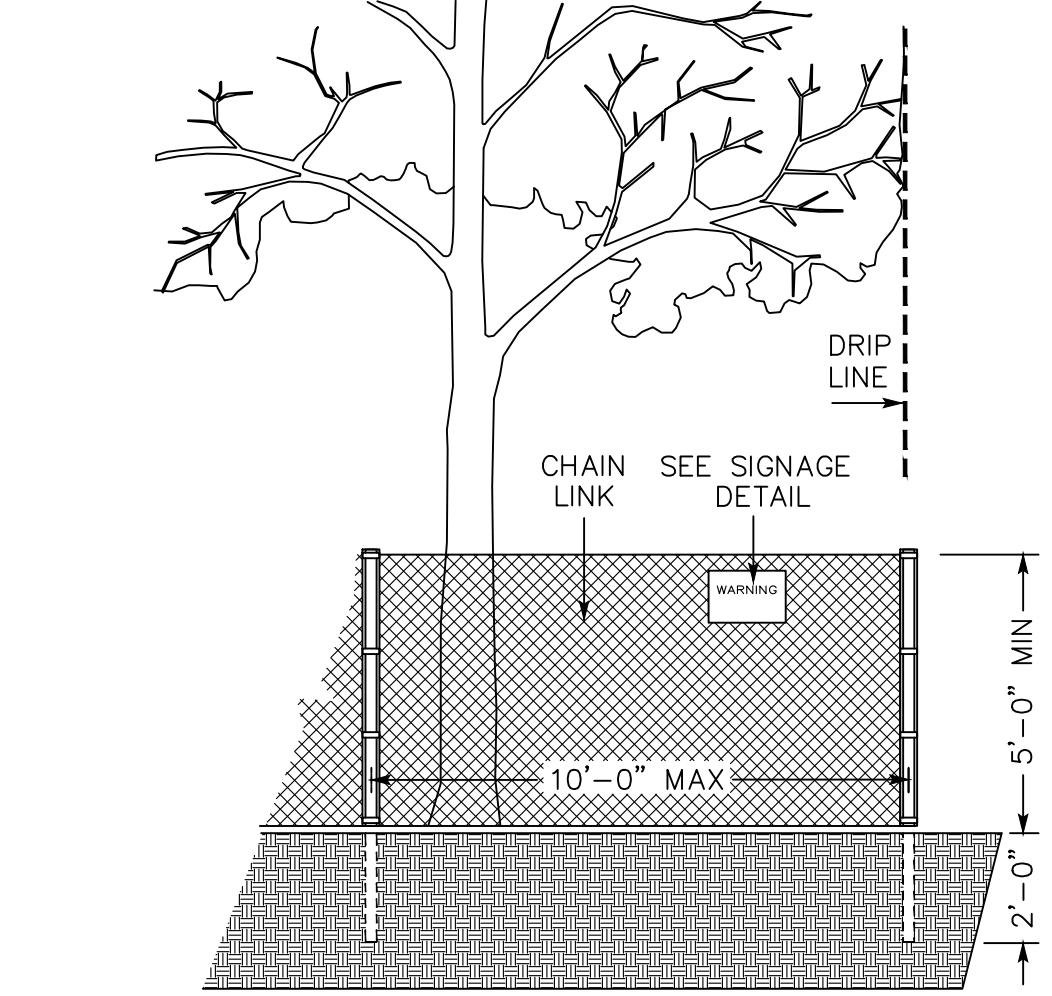 DRIP
LINE
CHAIN
LINK
SEE SIGNAGE
DETAIL
WARNING
5'-0" MIN
10'-0" MAX
2'-0"